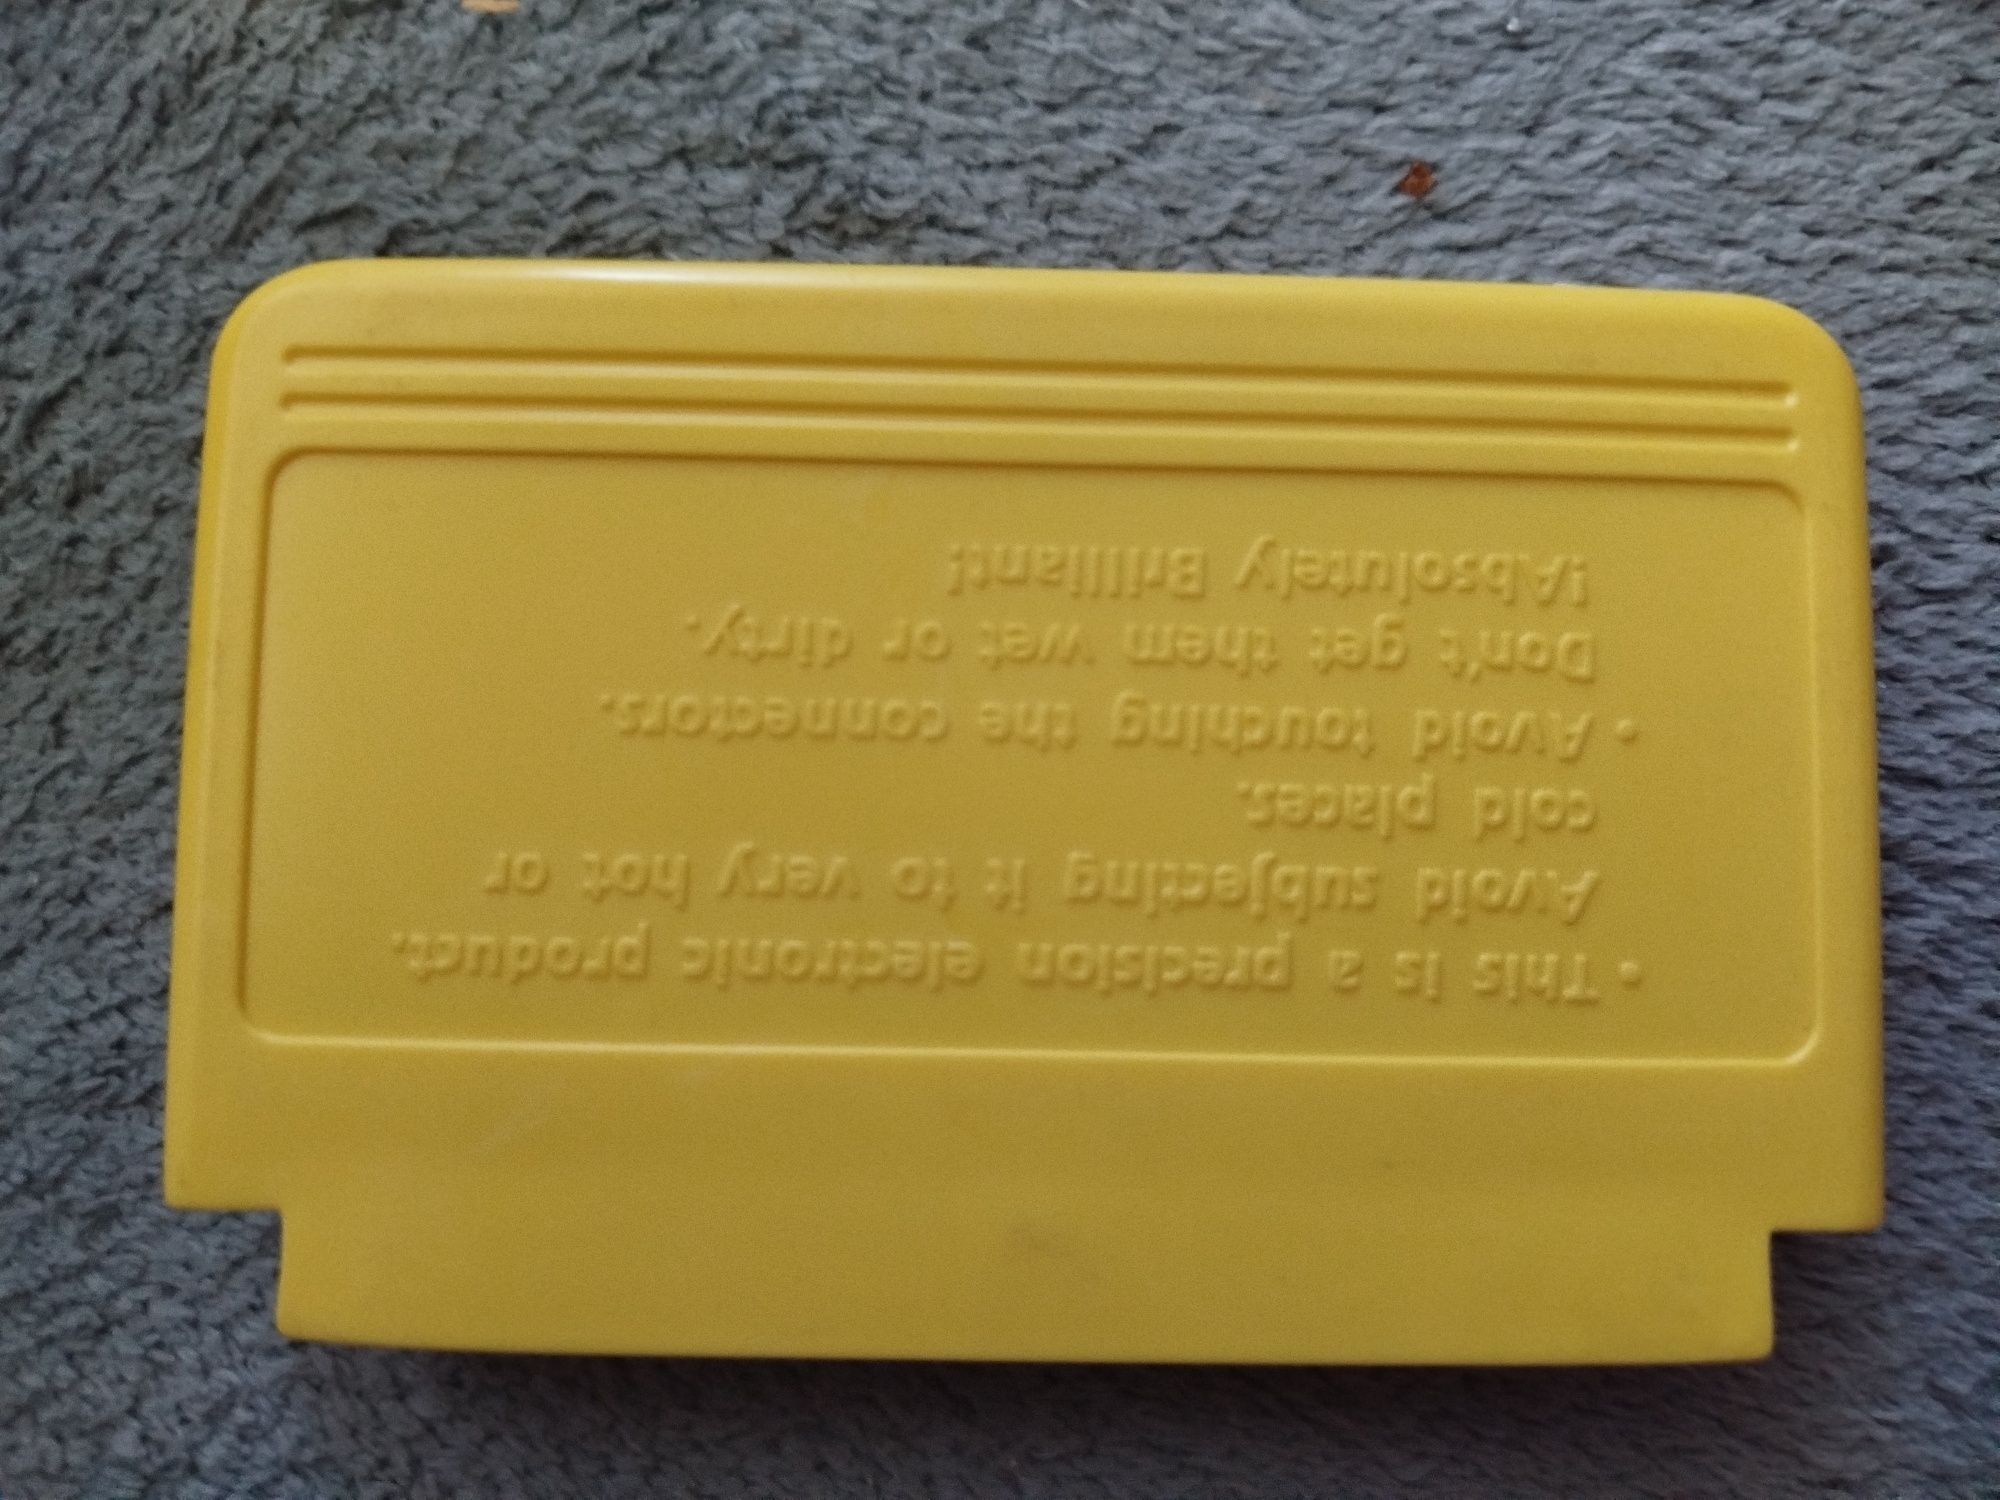 • This is a precision electronic product.
Avoid subjecting it to very hot or
cold places.
• Avoid touching the connectors.
Don't get them wet or dirty.
!Absolutely Brilliant!